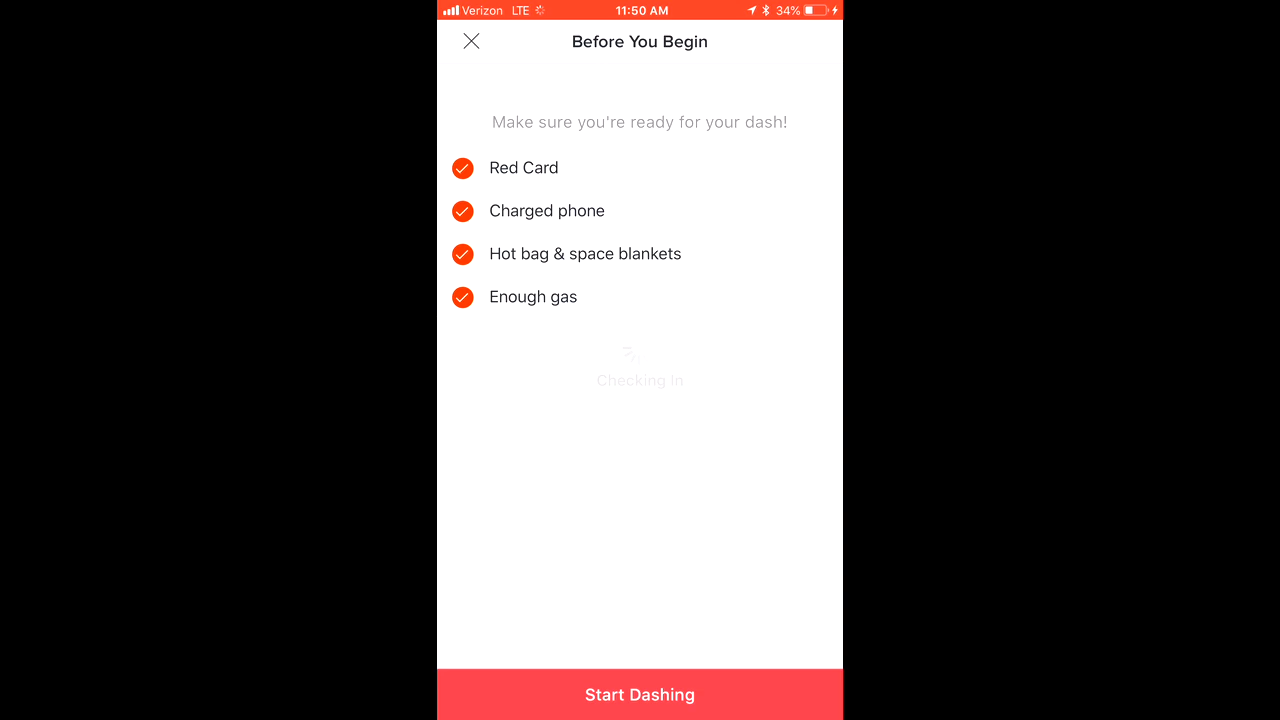 Verizon LTE 11:50 AM 34%
Before You Begin
Make sure you're ready for your dash!
Red Card
Charged phone
Hot bag & space blankets
Enough gas
Checking In
Start Dashing